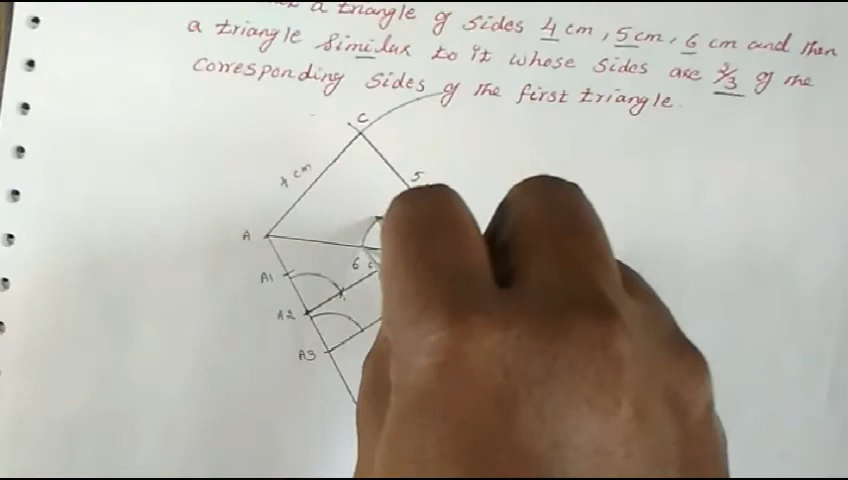 a triangle of sides 4 cm, 5 cm, 6 cm and then
a triangle similar to it whose sides are 2/3 of the
corresponding sides of the first triangle.
C
4 cm
5
A
6
A1
A2
A3